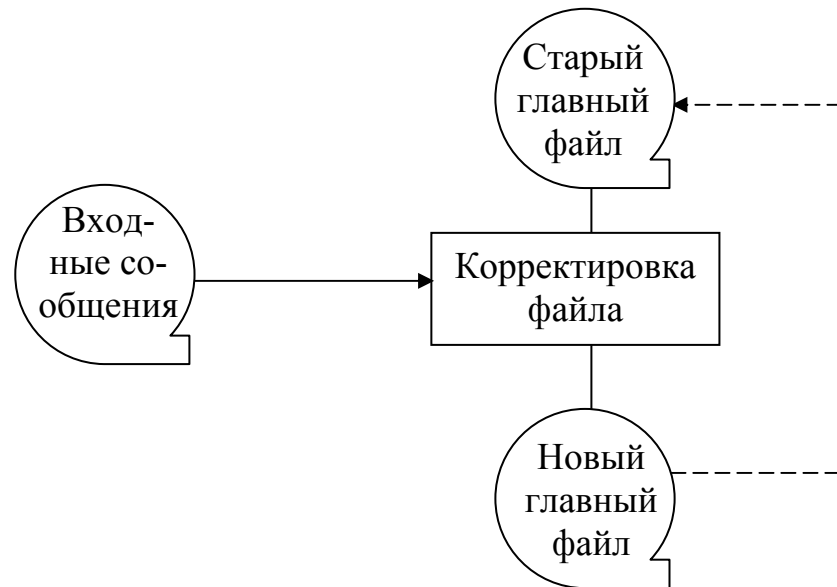 Старый
главный
файл
Вход-
ные со-
общения
Корректировка
файла
Новый
главный
файл